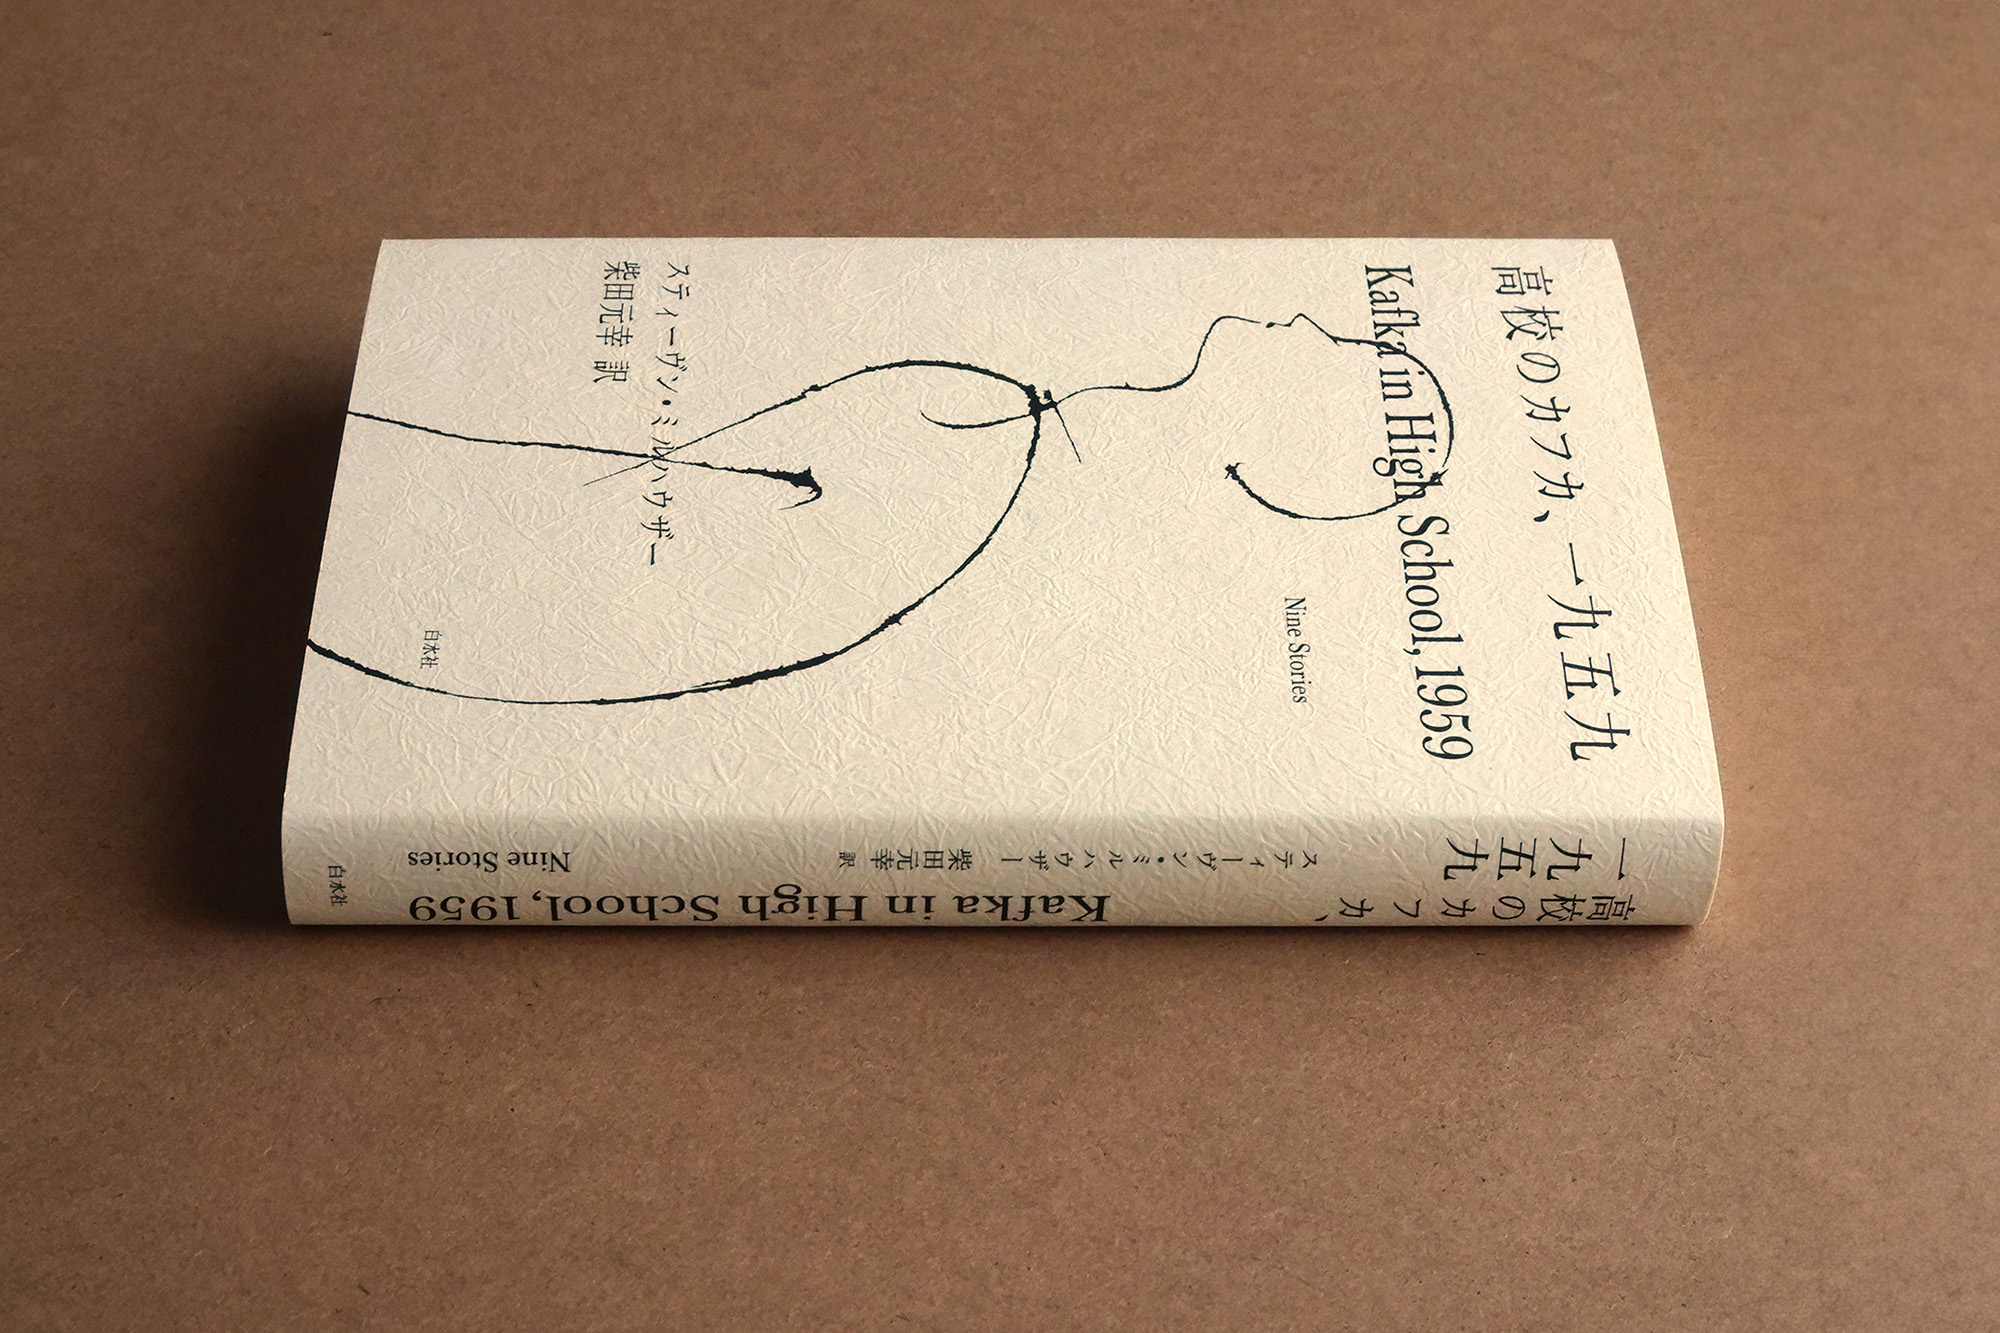 高校のカフカ、一九五九
Kafka in High School, 1959
Nine Stories
スティーヴン・ミルハウザー
柴田元幸 訳
白水社
高校のカフカ、
一九五九
スティーヴン・ミルハウザー 柴田元幸 訳
Kafka in High School, 1959
Nine Stories
白水社